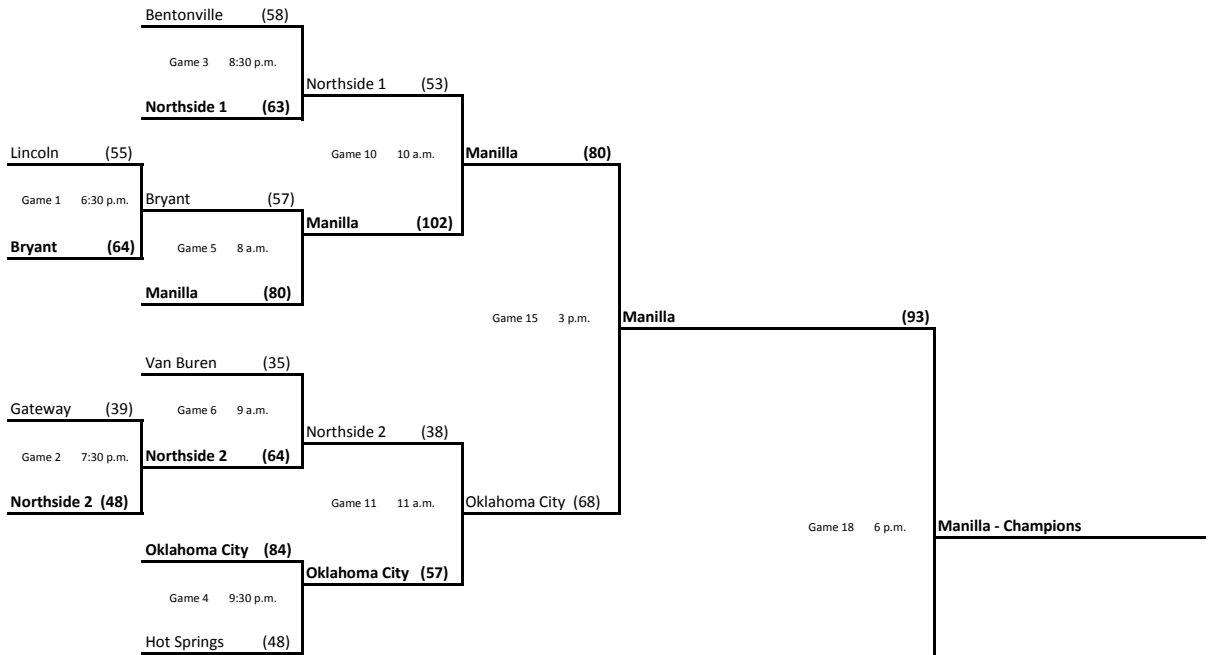 Bentonville (58)
Game 3 8:30 p.m.
Northside 1 (53)
Northside 1 (63)
Lincoln (55)
Game 10 10 a.m.
Manilla (80)
Game 1 6:30 p.m.
Bryant (57)
Manilla (102)
Bryant (64)
Game 5 8 a.m.
Manilla (80)
Game 15 3 p.m.
Manilla (93)
Van Buren (35)
Gateway (39)
Game 6 9 a.m.
Northside 2 (38)
Game 2 7:30 p.m.
Northside 2 (64)
Northside 2 (48)
Game 11 11 a.m.
Oklahoma City (68)
Game 18 6 p.m.
Manilla - Champions
Oklahoma City (84)
Oklahoma City (57)
Game 4 9:30 p.m.
Hot Springs (48)